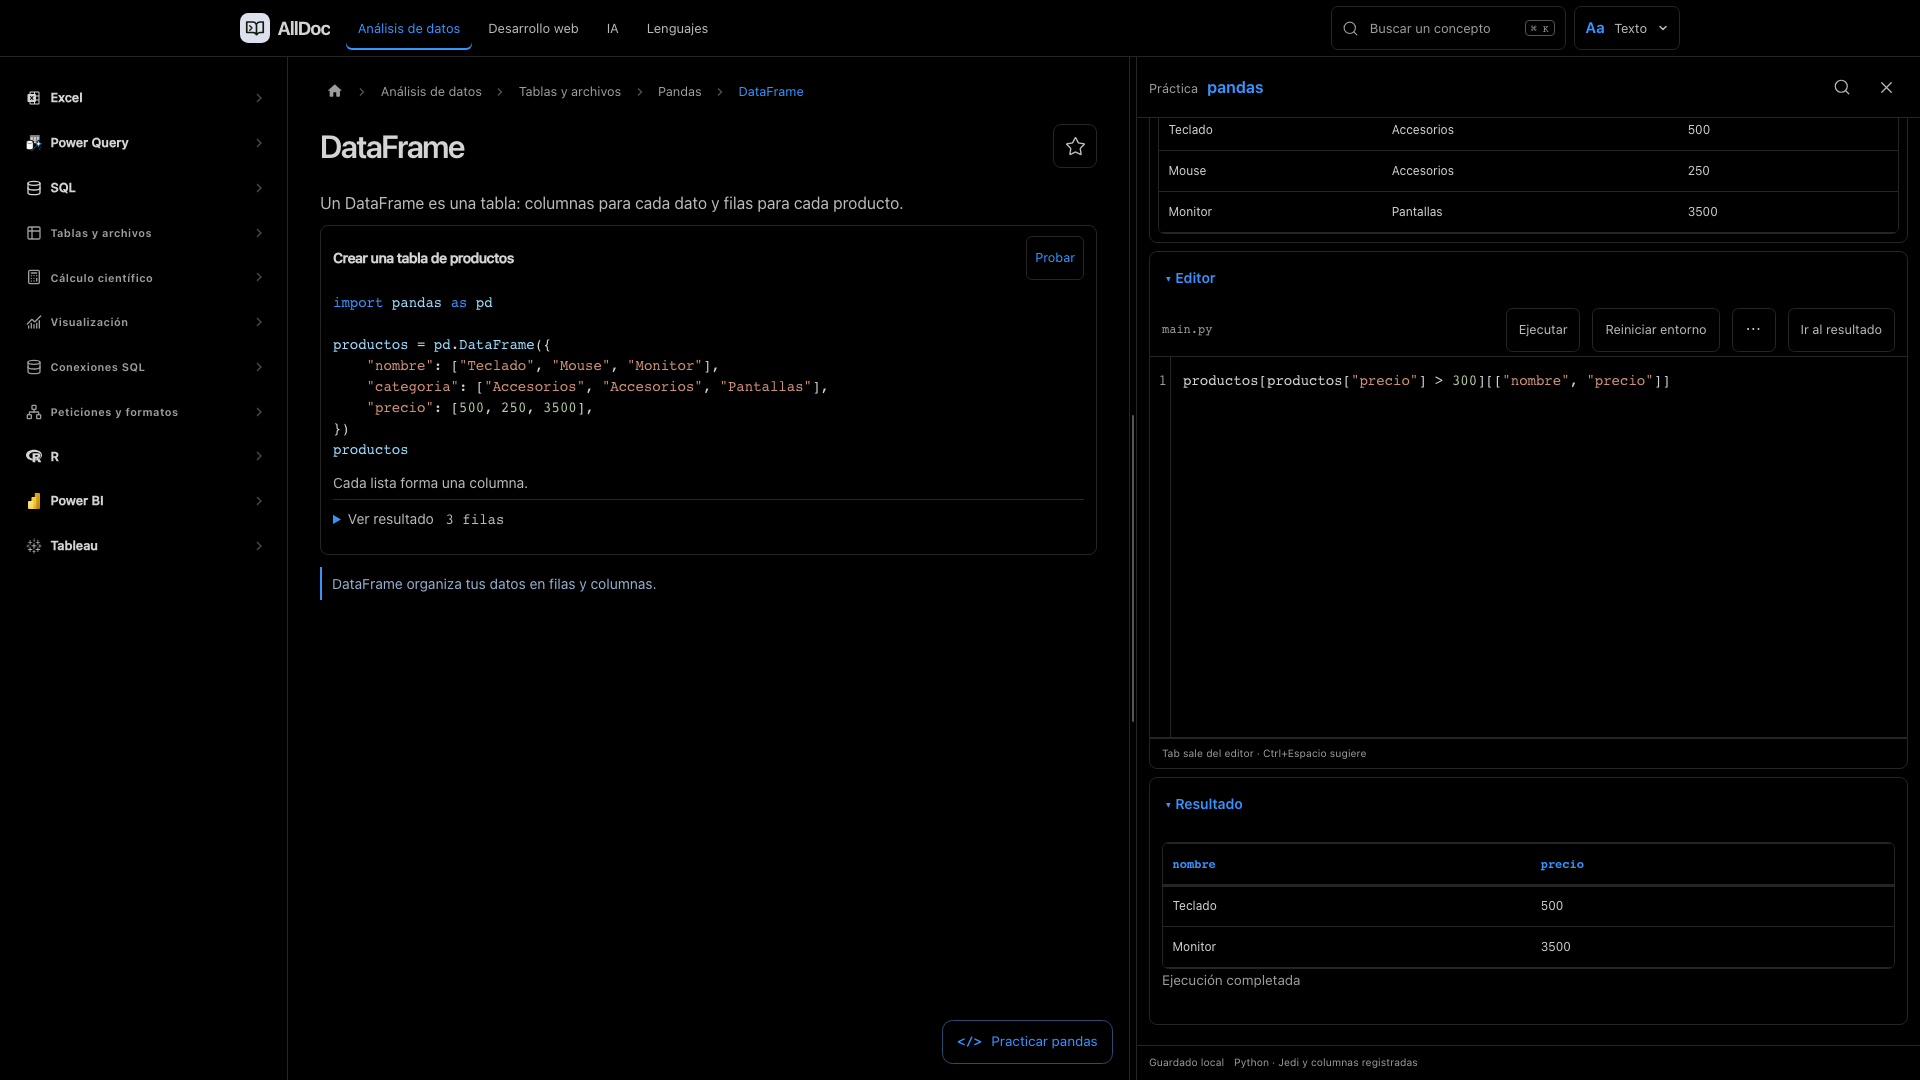 AllDoc
Análisis de datos
Desarrollo web
IA
Lenguajes
Buscar un concepto
⌘ K
Aa Texto
Excel
Power Query
SQL
Tablas y archivos
Cálculo científico
Visualización
Conexiones SQL
Peticiones y formatos
R
Power BI
Tableau
Análisis de datos > Tablas y archivos > Pandas > DataFrame
DataFrame
Un DataFrame es una tabla: columnas para cada dato y filas para cada producto.
Crear una tabla de productos
Probar
import pandas as pd
productos = pd.DataFrame({
    "nombre": ["Teclado", "Mouse", "Monitor"],
    "categoria": ["Accesorios", "Accesorios", "Pantallas"],
    "precio": [500, 250, 3500],
})
productos
Cada lista forma una columna.
Ver resultado 3 filas
DataFrame organiza tus datos en filas y columnas.
</> Practicar pandas
Práctica pandas
Teclado Accesorios 500
Mouse Accesorios 250
Monitor Pantallas 3500
Editor
main.py
Ejecutar
Reiniciar entorno
...
Ir al resultado
1 productos[productos["precio"] > 300][["nombre", "precio"]]
Tab sale del editor · Ctrl+Espacio sugiere
Resultado
nombre precio
Teclado 500
Monitor 3500
Ejecución completada
Guardado local Python · Jedi y columnas registradas